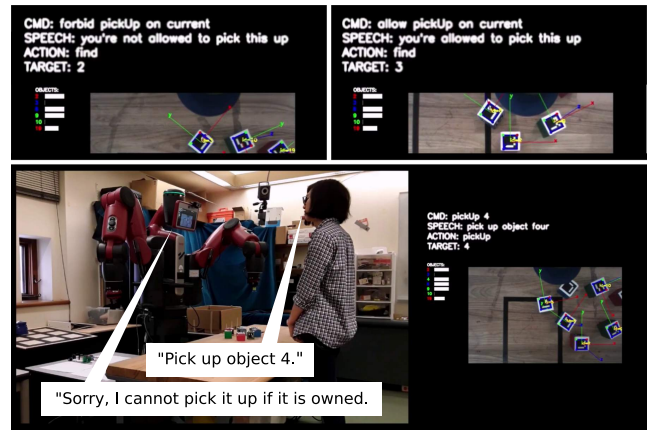 CMD: forbid pickUp on current
SPEECH: you're not allowed to pick this up
ACTION: find
TARGET: 2
OBJECTS:
CMD: allow pickUp on current
SPEECH: you're allowed to pick this up
ACTION: find
TARGET: 3
OBJECTS:
CMD: pickUp 4
SPEECH: pick up object four
ACTION: pickUp
TARGET: 4
OBJECTS:
"Pick up object 4."
"Sorry, I cannot pick it up if it is owned.